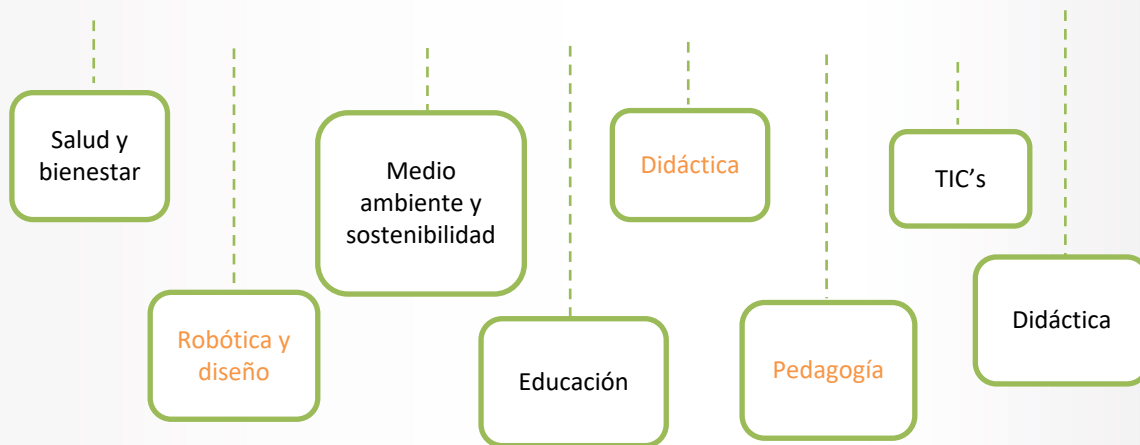 Salud y
bienestar
Robótica y
diseño
Medio
ambiente y
sostenibilidad
Educación
Didáctica
Pedagogía
TIC’s
Didáctica